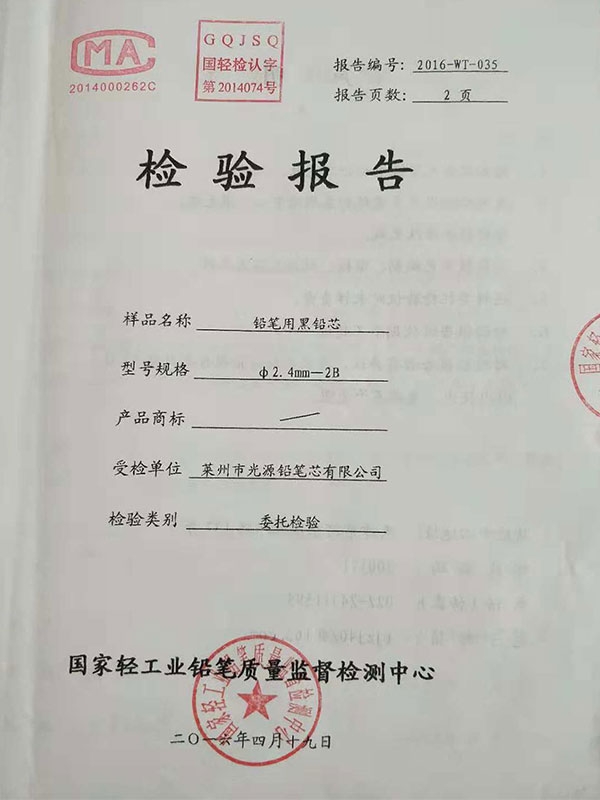 CMA
2014000262C
GQJSQ
国轻检认字
第2014074号
报告编号: 2016-WT-035
报告页数: 2 页
检验报告
样品名称 铅笔用黑铅芯
型号规格 φ2.4mm—2B
产品商标
受检单位 莱州市光源铅笔芯有限公司
检验类别 委托检验
国家轻工业铅笔质量监督检测中心
二〇一六年四月十九日